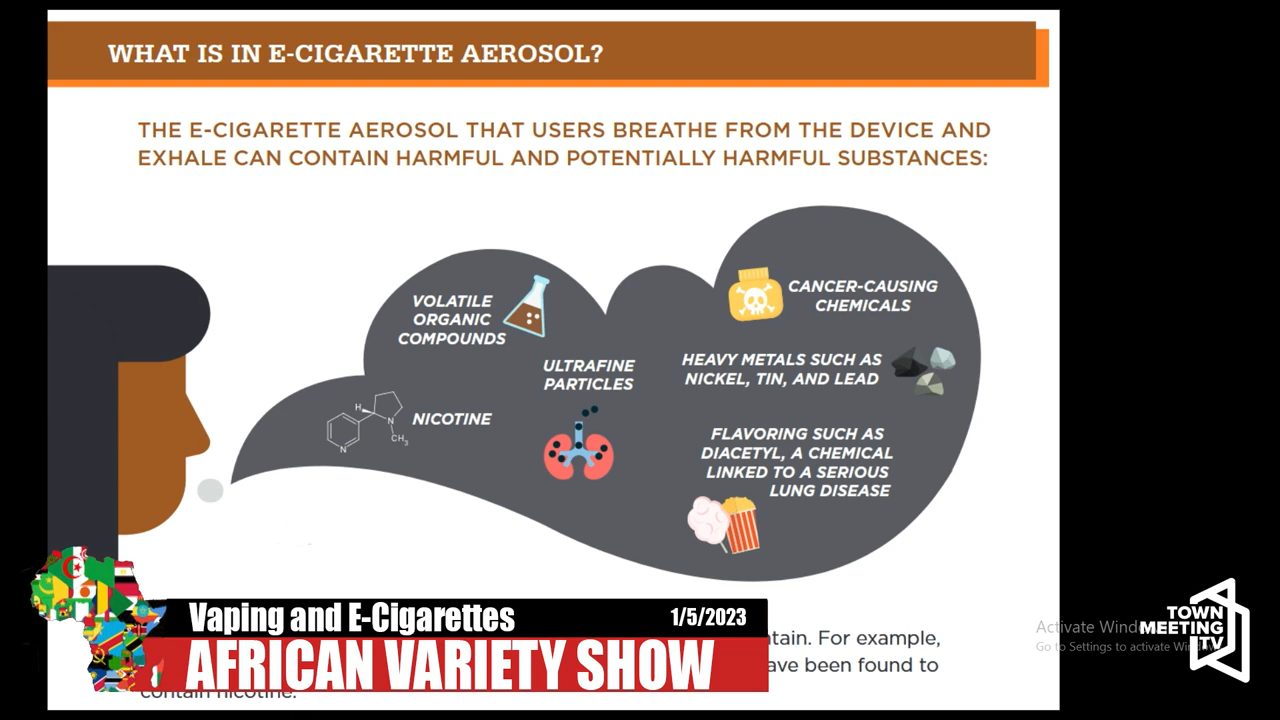 WHAT IS IN E-CIGARETTE AEROSOL?
THE E-CIGARETTE AEROSOL THAT USERS BREATHE FROM THE DEVICE AND
EXHALE CAN CONTAIN HARMFUL AND POTENTIALLY HARMFUL SUBSTANCES:
VOLATILE
ORGANIC
COMPOUNDS
CANCER-CAUSING
CHEMICALS
ULTRAFINE
PARTICLES
HEAVY METALS SUCH AS
NICKEL, TIN, AND LEAD
H
N
CH3
N
NICOTINE
FLAVORING SUCH AS
DIACETYL, A CHEMICAL
LINKED TO A SERIOUS
LUNG DISEASE
Vaping and E-Cigarettes
1/5/2023
AFRICAN VARIETY SHOW
ntain. For example,
ave been found to
contain nicotine.
Activate Wind
Go to Settings to activate Window
TOWN
MEETING
TV